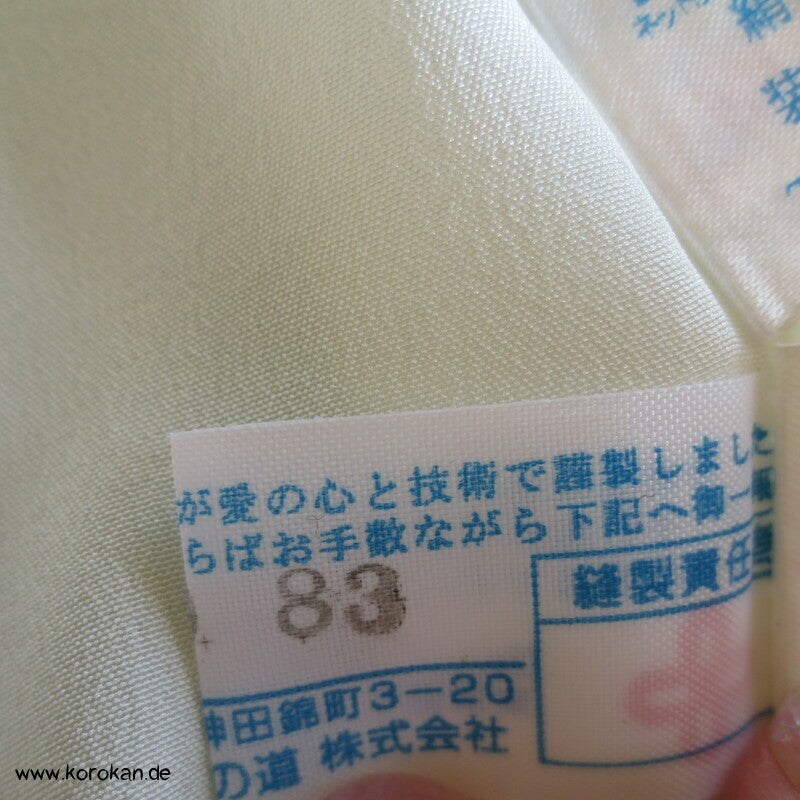 絹
装
が愛の心と技術で謹製しました
らばお手数ながら下記へ御一報
83
縫製責任
神田錦町3-20
の道 株式会社
www.korokan.de